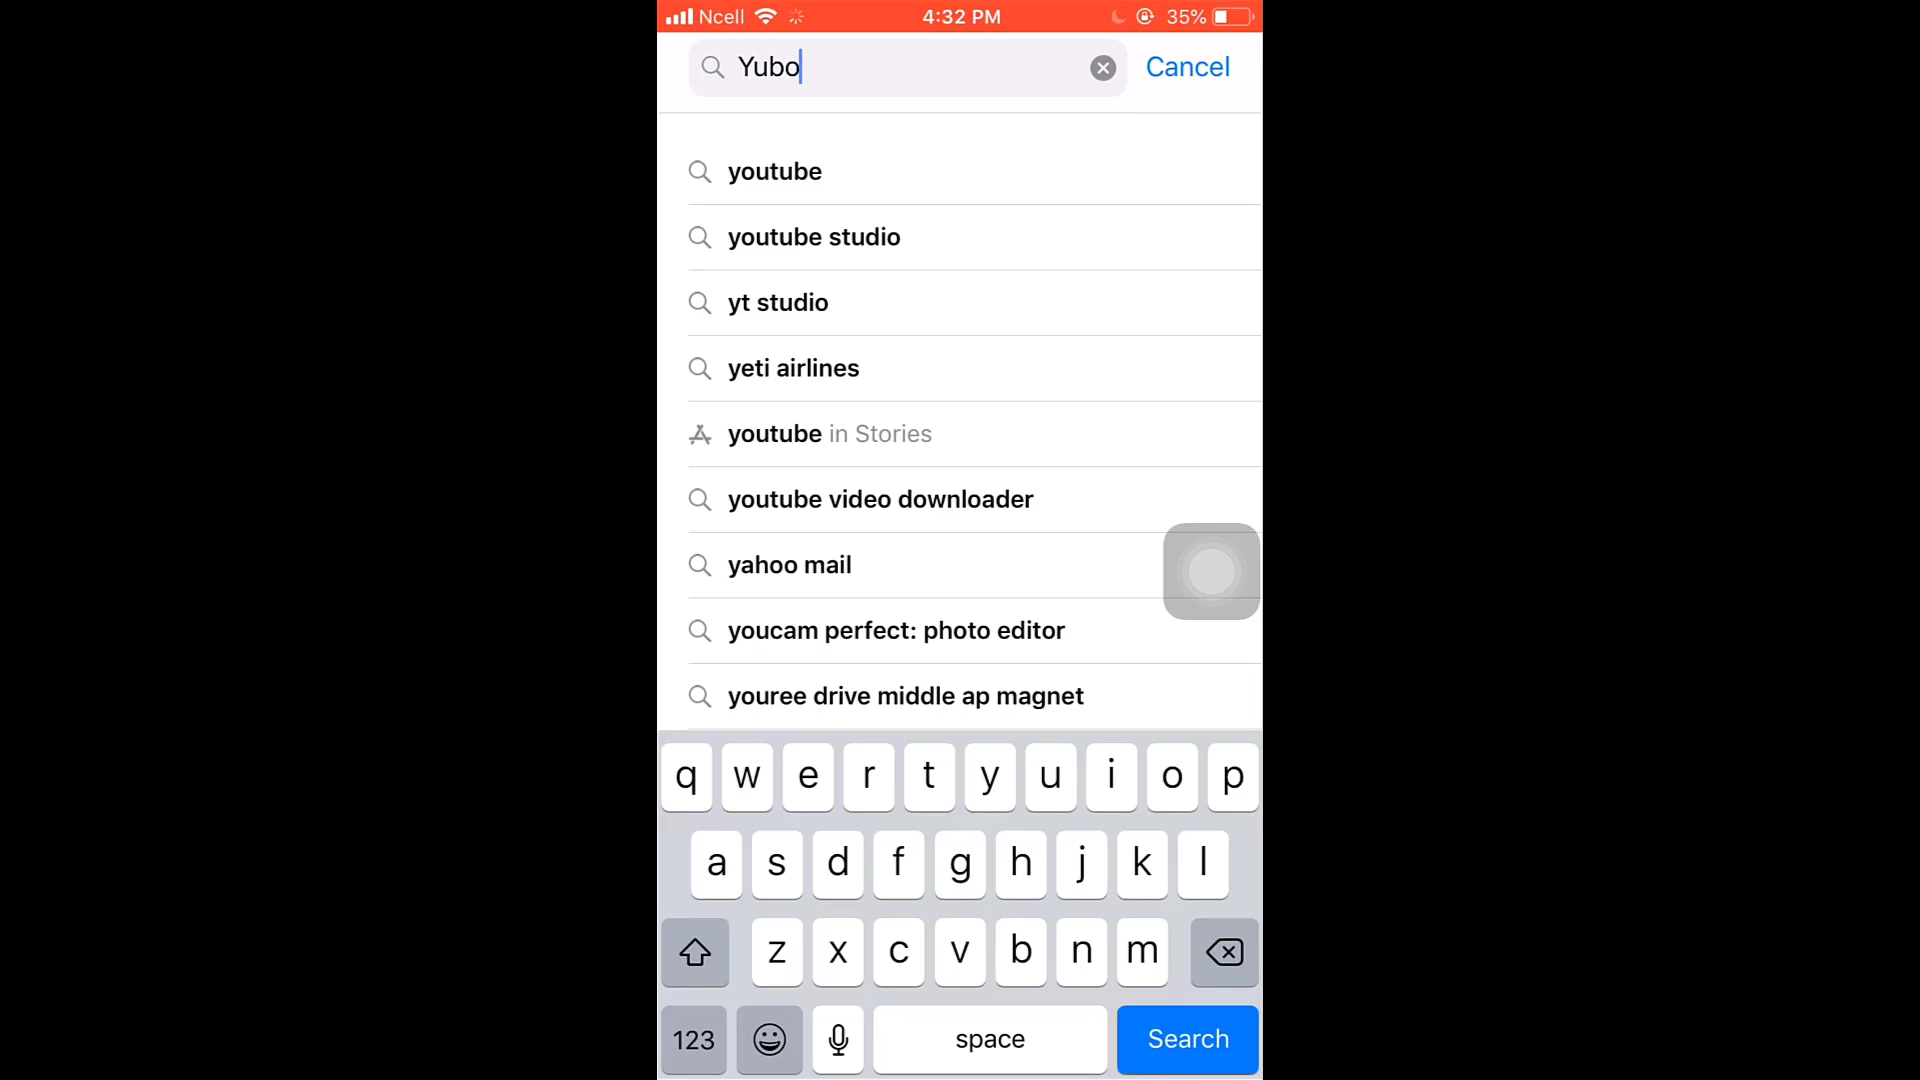 Ncell 4:32 PM 35%
Yubo Cancel
youtube
youtube studio
yt studio
yeti airlines
youtube in Stories
youtube video downloader
yahoo mail
youcam perfect: photo editor
youree drive middle ap magnet
q w e r t y u i o p
a s d f g h j k l
z x c v b n m
123 space Search